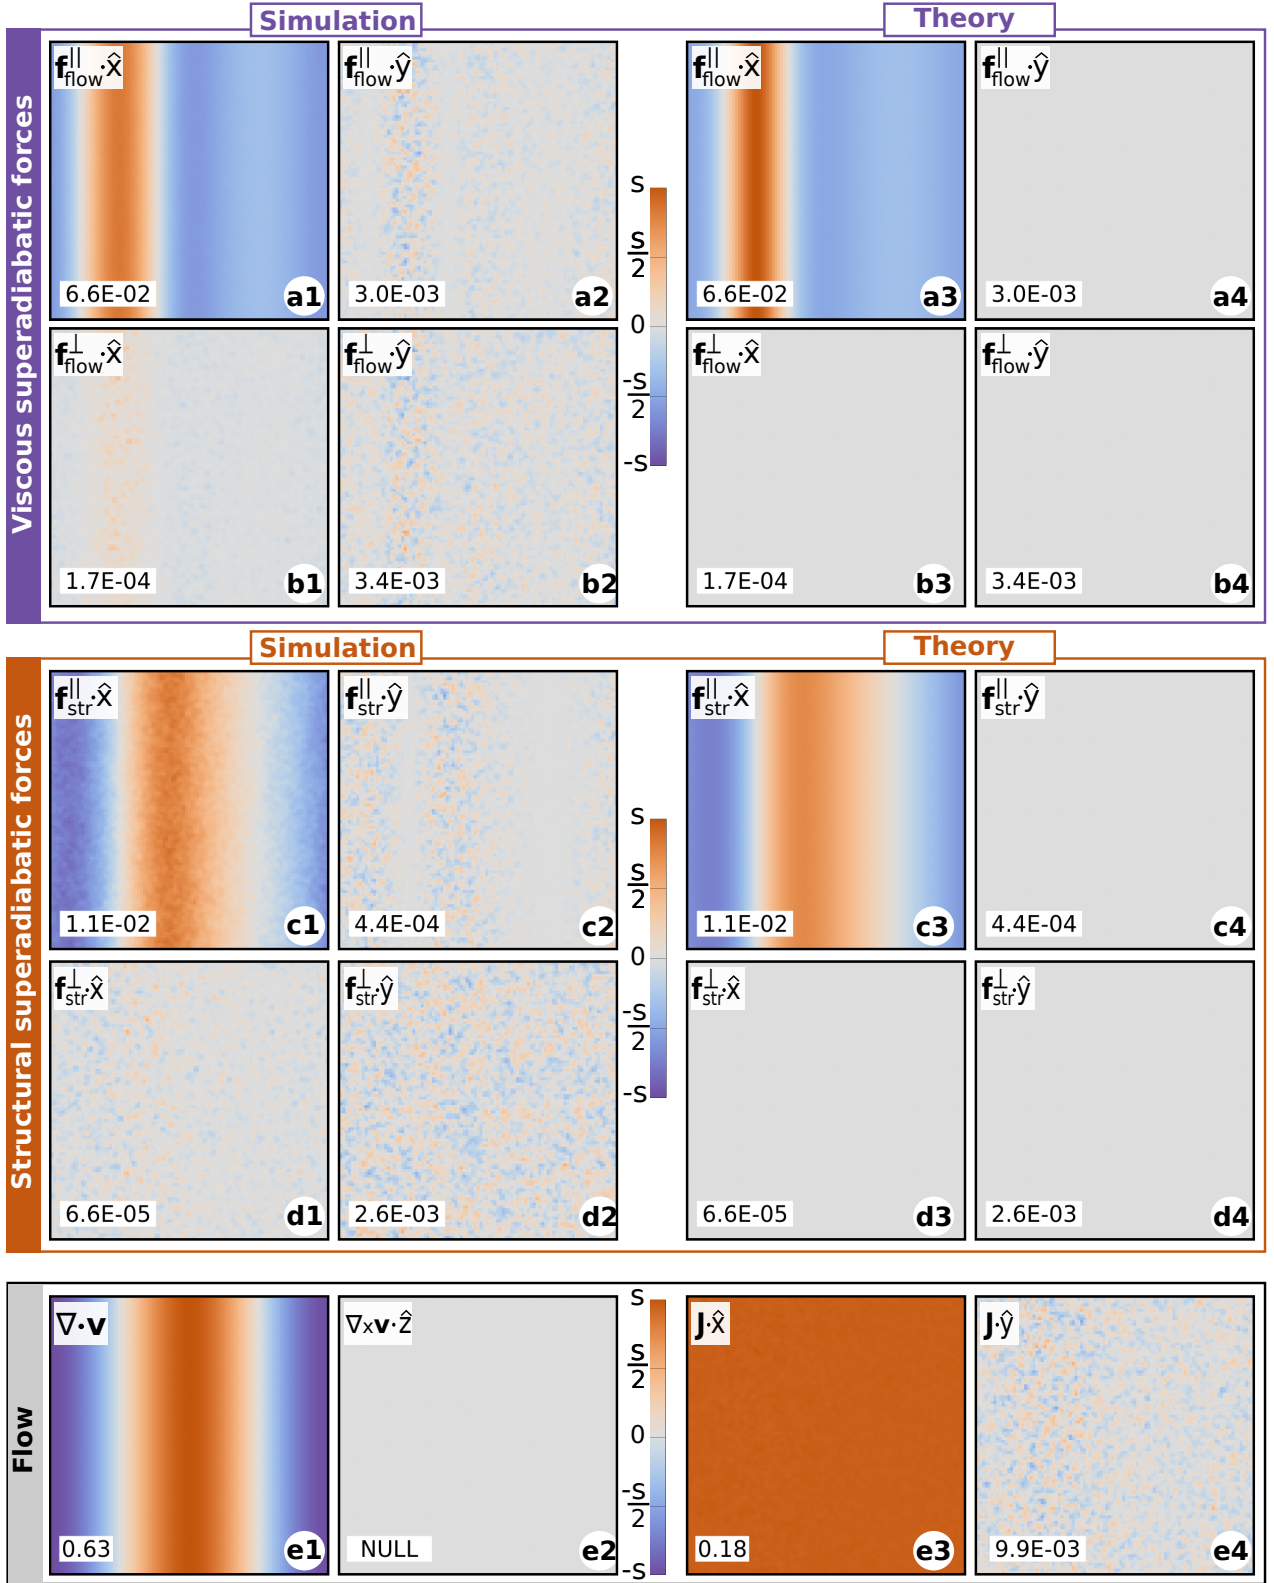 Simulation
Theory
Viscous superadiabatic forces
f||flow·x̂
f||flow·ŷ
f||flow·x̂
f||flow·ŷ
6.6E-02
a1
3.0E-03
a2
6.6E-02
a3
3.0E-03
a4
s
s/2
0
-s/2
-s
f⊥flow·x̂
f⊥flow·ŷ
f⊥flow·x̂
f⊥flow·ŷ
1.7E-04
b1
3.4E-03
b2
1.7E-04
b3
3.4E-03
b4
Simulation
Theory
Structural superadiabatic forces
f||str·x̂
f||str·ŷ
f||str·x̂
f||str·ŷ
1.1E-02
c1
4.4E-04
c2
1.1E-02
c3
4.4E-04
c4
s
s/2
0
-s/2
-s
f⊥str·x̂
f⊥str·ŷ
f⊥str·x̂
f⊥str·ŷ
6.6E-05
d1
2.6E-03
d2
6.6E-05
d3
2.6E-03
d4
Flow
∇·v
∇×v·ẑ
s
s/2
0
-s/2
-s
J·x̂
J·ŷ
0.63
e1
NULL
e2
0.18
e3
9.9E-03
e4